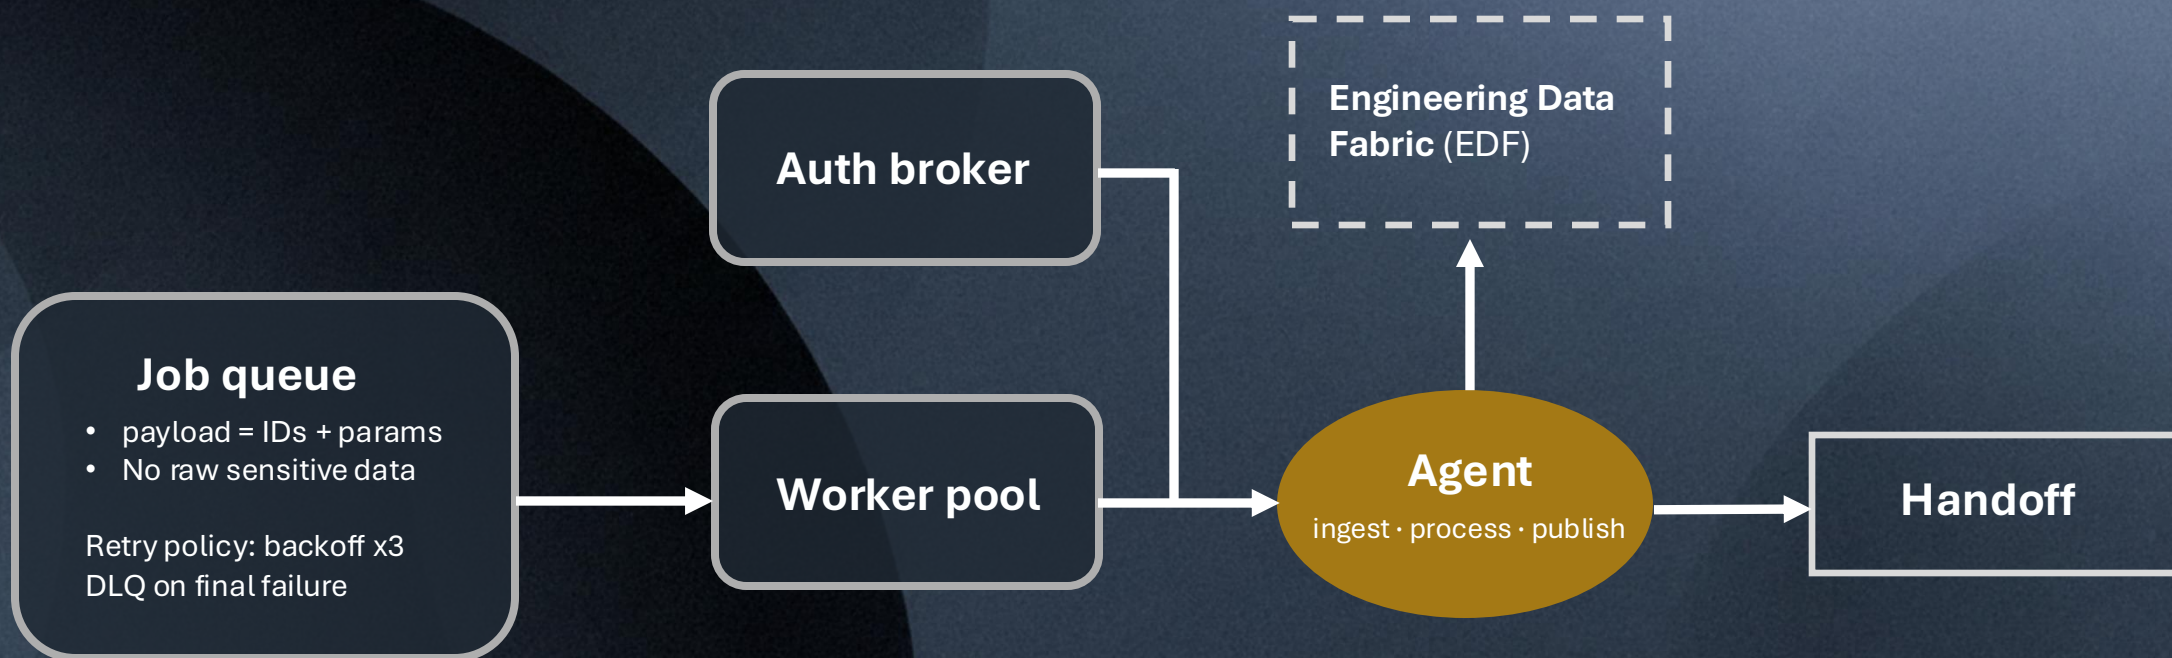 Engineering Data
Fabric (EDF)
Auth broker
Job queue
• payload = IDs + params
• No raw sensitive data
Retry policy: backoff x3
DLQ on final failure
Worker pool
Agent
ingest · process · publish
Handoff